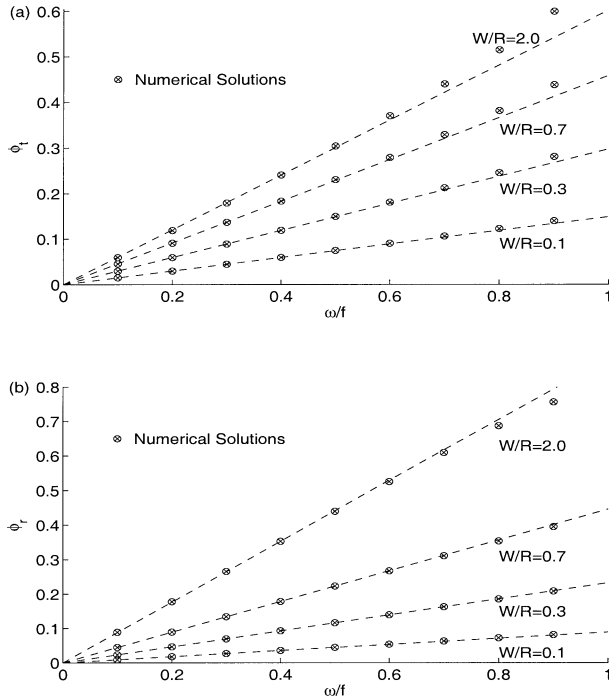 (a)
0.6
0.5
0.4
0.3
0.2
0.1
0
ϕt
W/R=2.0
Numerical Solutions
W/R=0.7
W/R=0.3
W/R=0.1
0 0.2 0.4 0.6 0.8 1
ω/f
(b)
0.8
0.7
0.6
0.5
0.4
0.3
0.2
0.1
0
ϕr
Numerical Solutions
W/R=2.0
W/R=0.7
W/R=0.3
W/R=0.1
0 0.2 0.4 0.6 0.8 1
ω/f